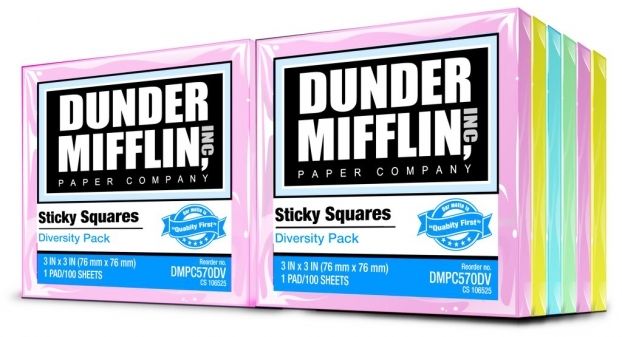 DUNDER
MIFFLIN, INC
PAPER COMPANY
Sticky Squares
Diversity Pack
Our motto is
"Quabity First"
3 IN x 3 IN (76 mm x 76 mm)
1 PAD/100 SHEETS
Reorder no.
DMPC570DV
CS 106525
DUNDER
MIFFLIN, INC
PAPER COMPANY
Sticky Squares
Diversity Pack
Our motto is
"Quabity First"
3 IN x 3 IN (76 mm x 76 mm)
1 PAD/100 SHEETS
Reorder no.
DMPC570DV
CS 106525